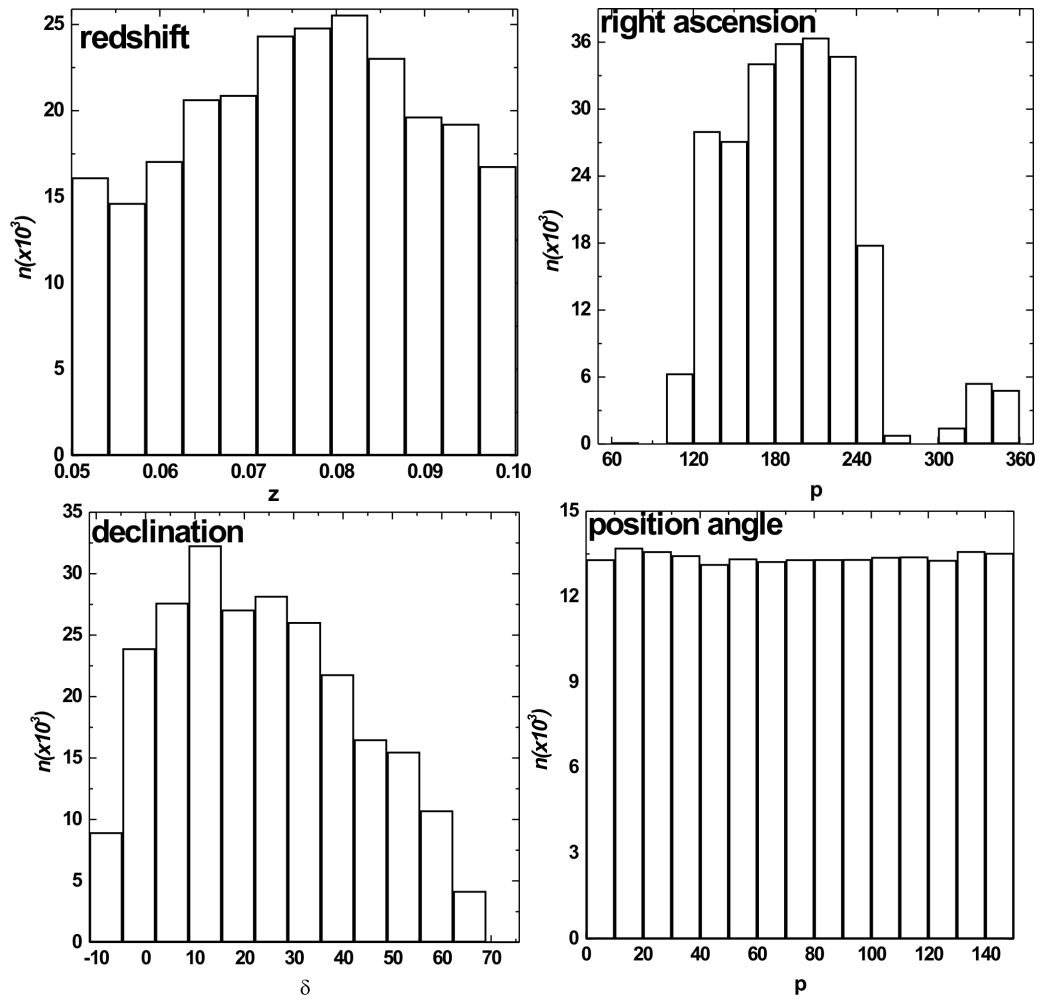 redshift
25
20
15
10
5
0
n(x10³)
0.05 0.06 0.07 0.08 0.09 0.10
z
right ascension
36
30
24
18
12
6
0
n(x10³)
60 120 180 240 300 360
p
declination
35
30
25
20
15
10
5
0
n(x10³)
-10 0 10 20 30 40 50 60 70
δ
position angle
15
12
9
6
3
0
n(x10³)
0 20 40 60 80 100 120 140
p